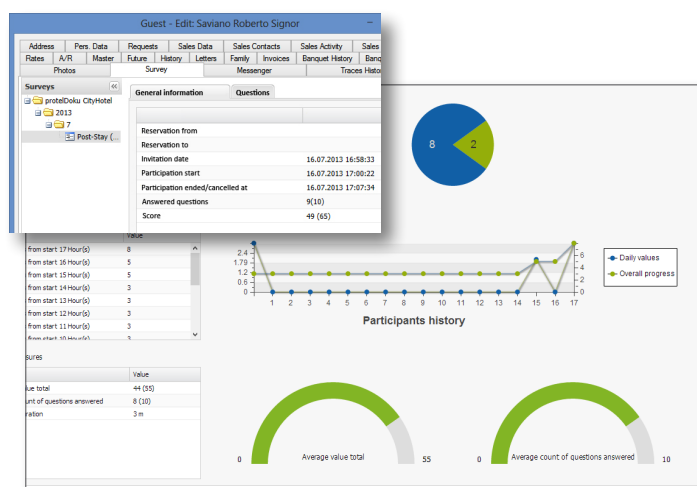 Guest - Edit: Saviano Roberto Signor
Address Pers. Data Requests Sales Data Sales Contacts Sales Activity Sales
Rates A/R Master Future History Letters Family Invoices Banquet History Banq
Photos Survey Messenger Traces Histo
Surveys
General information Questions
protelDoku CityHotel
2013
7
Post-Stay (...
Reservation from
Reservation to
Invitation date 16.07.2013 16:58:33
Participation start 16.07.2013 17:00:22
Participation ended/cancelled at 16.07.2013 17:07:34
Answered questions 9(10)
Score 49 (65)
8 2
Value
from start 17 Hour(s) 8
from start 16 Hour(s) 5
from start 15 Hour(s) 5
from start 14 Hour(s) 3
from start 13 Hour(s) 3
from start 12 Hour(s) 3
from start 11 Hour(s) 3
from start 10 Hour(s) 3
2.4
1.79
1.2
0.6
0
6
4
2
0
1 2 3 4 5 6 7 8 9 10 11 12 13 14 15 16 17
Daily values
Overall progress
Participants history
sures
Value
lue total 44 (55)
unt of questions answered 8 (10)
ration 3 m
0 Average value total 55
0 Average count of questions answered 10